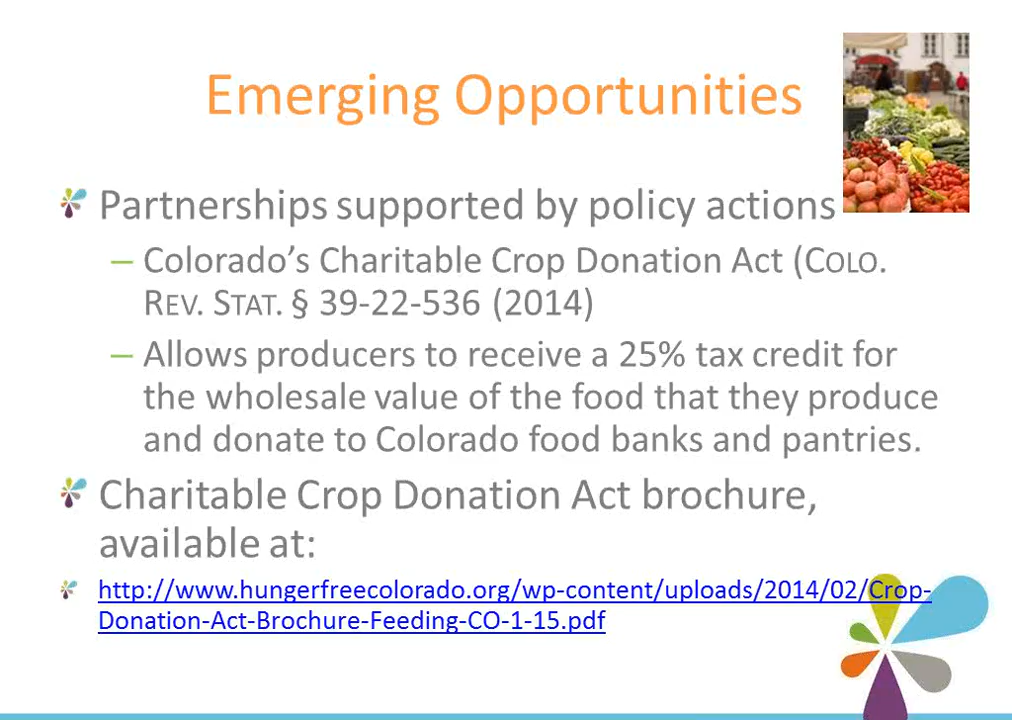 Emerging Opportunities
Partnerships supported by policy actions
– Colorado’s Charitable Crop Donation Act (COLO.
REV. STAT. § 39-22-536 (2014)
– Allows producers to receive a 25% tax credit for
the wholesale value of the food that they produce
and donate to Colorado food banks and pantries.
Charitable Crop Donation Act brochure,
available at:
http://www.hungerfreecolorado.org/wp-content/uploads/2014/02/Crop-
Donation-Act-Brochure-Feeding-CO-1-15.pdf